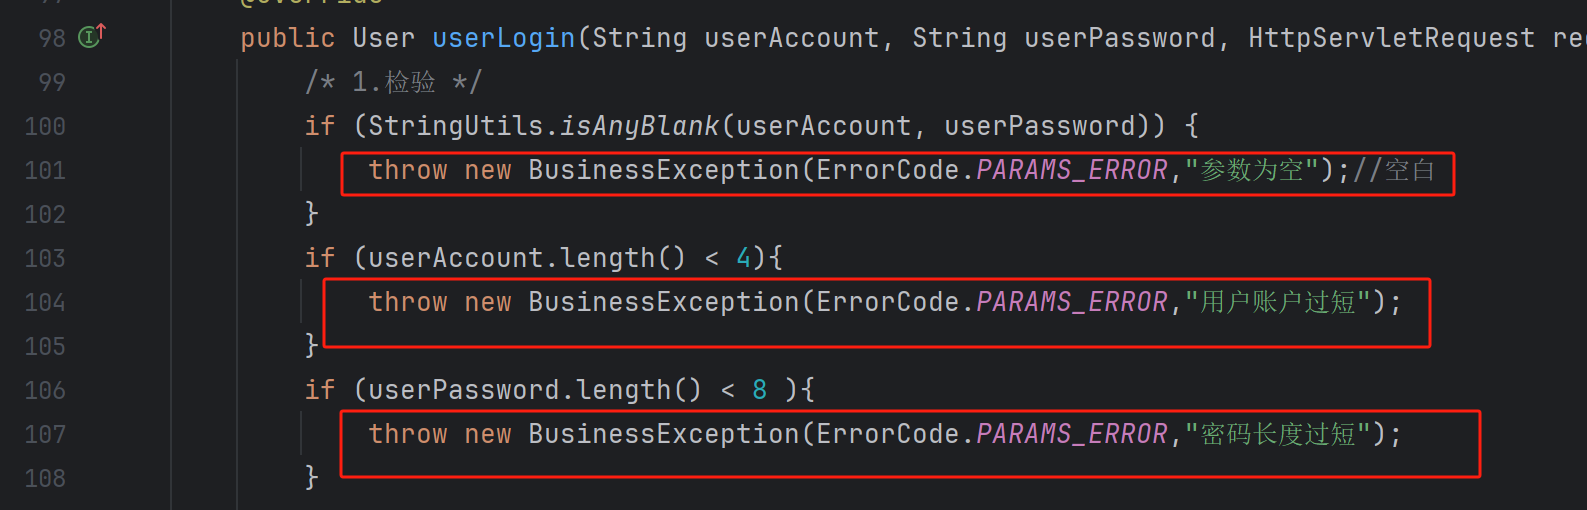 98 public User userLogin(String userAccount, String userPassword, HttpServletRequest
99 /* 1.检验 */
100 if (StringUtils.isAnyBlank(userAccount, userPassword)) {
101 throw new BusinessException(ErrorCode.PARAMS_ERROR,"参数为空");//空白
102 }
103 if (userAccount.length() < 4){
104 throw new BusinessException(ErrorCode.PARAMS_ERROR,"用户账户过短");
105 }
106 if (userPassword.length() < 8 ){
107 throw new BusinessException(ErrorCode.PARAMS_ERROR,"密码长度过短");
108 }